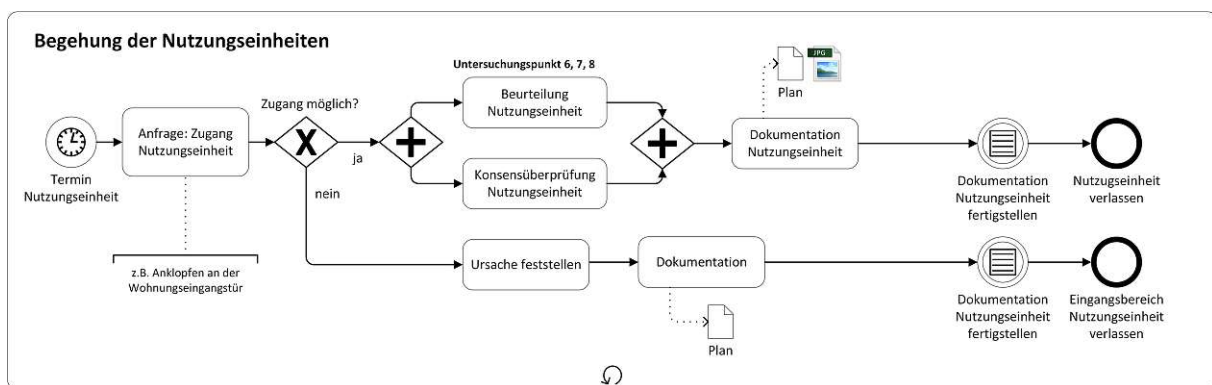 Begehung der Nutzungseinheiten
Untersuchungspunkt 6, 7, 8
Zugang möglich?
Beurteilung
Nutzungseinheit
JPG
Plan
Anfrage: Zugang
Nutzungseinheit
X
ja
nein
Konsensüberprüfung
Nutzungseinheit
Dokumentation
Nutzungseinheit
Termin
Nutzungseinheit
Dokumentation
Nutzungseinheit
fertigstellen
Nutzugseinheit
verlassen
z.B. Anklopfen an der
Wohnungseingangstür
Ursache feststellen
Dokumentation
Plan
Dokumentation
Nutzungseinheit
fertigstellen
Eingangsbereich
Nutzungseinheit
verlassen